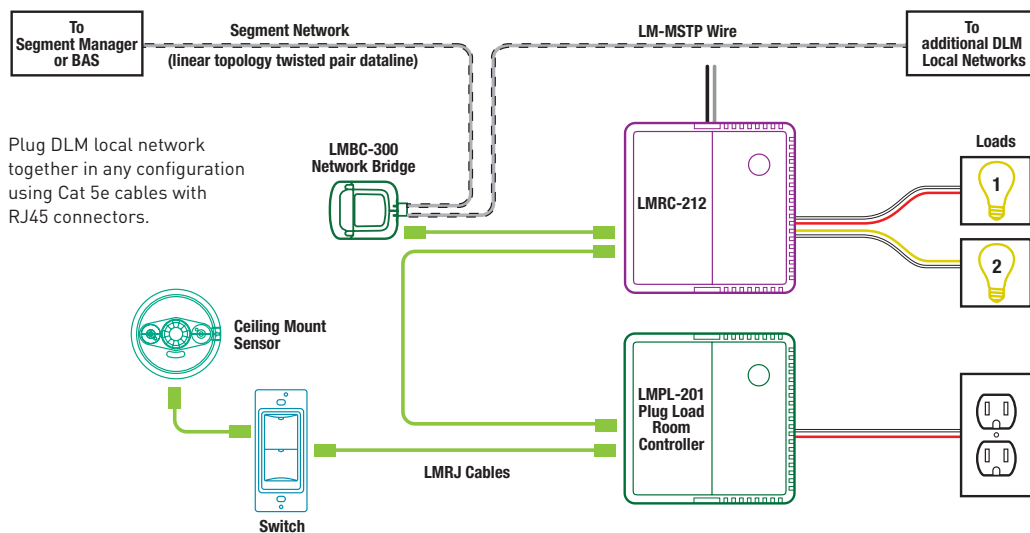 To
Segment Manager
or BAS
Segment Network
(linear topology twisted pair dataline)
LM-MSTP Wire
To
additional DLM
Local Networks
Plug DLM local network
together in any configuration
using Cat 5e cables with
RJ45 connectors.
LMBC-300
Network Bridge
LMRC-212
Loads
1
2
Ceiling Mount
Sensor
LMPL-201
Plug Load
Room
Controller
LMRJ Cables
Switch